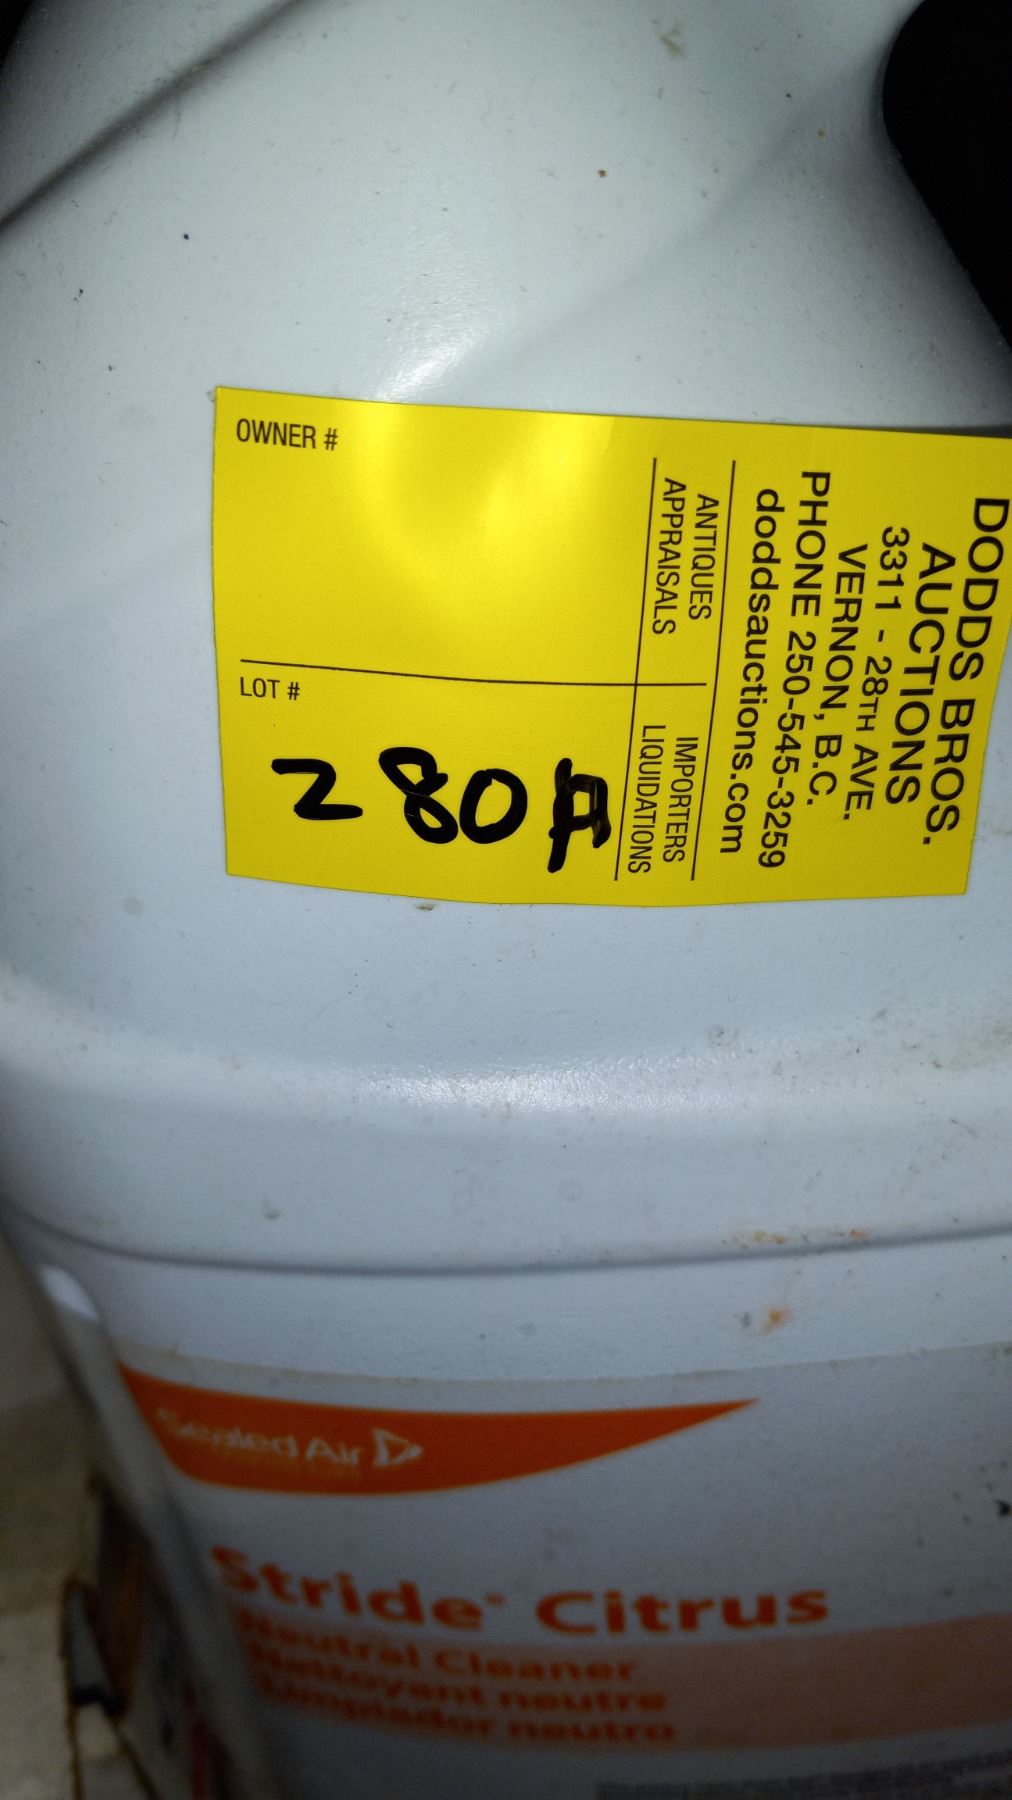 OWNER #
LOT #
280A
DODDS BROS.
AUCTIONS
3311 - 28TH AVE.
VERNON, B.C.
PHONE 250-545-3259
doddsauctions.com
ANTIQUES
APPRAISALS
IMPORTERS
LIQUIDATIONS
Sealed Air
Stride® Citrus
Neutral Cleaner
Nettoyant neutre
Limpiador neutro